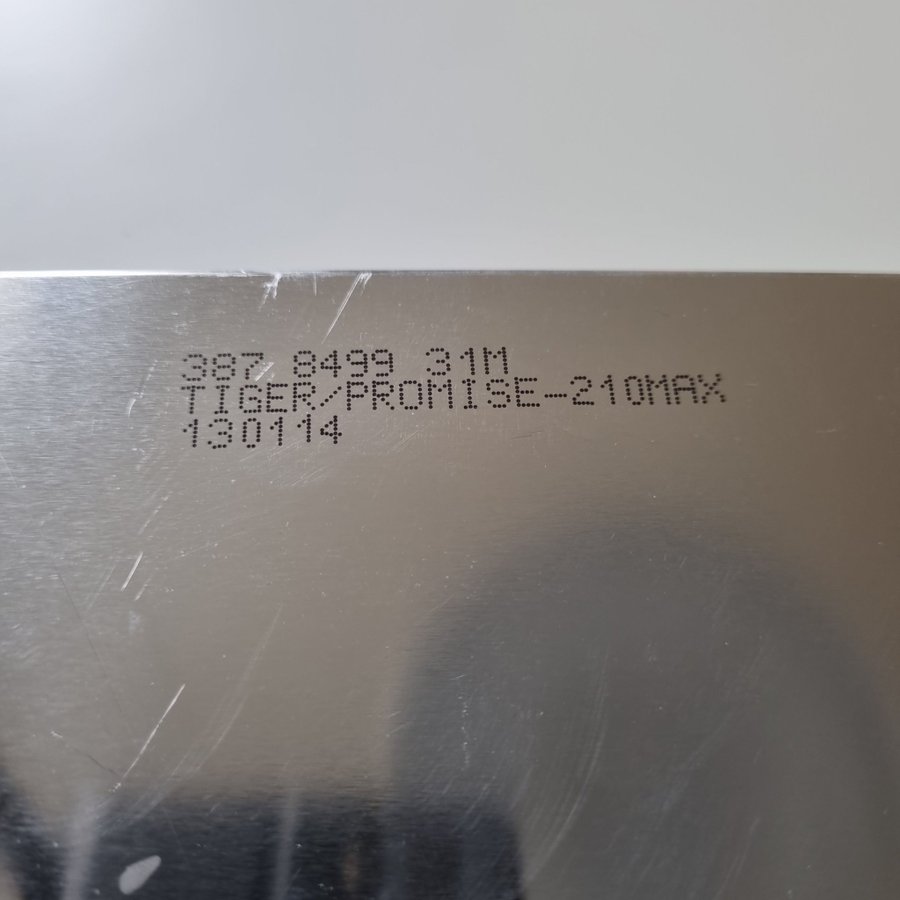 387 8499 31M
TIGER/PROMISE-210MAX
130114